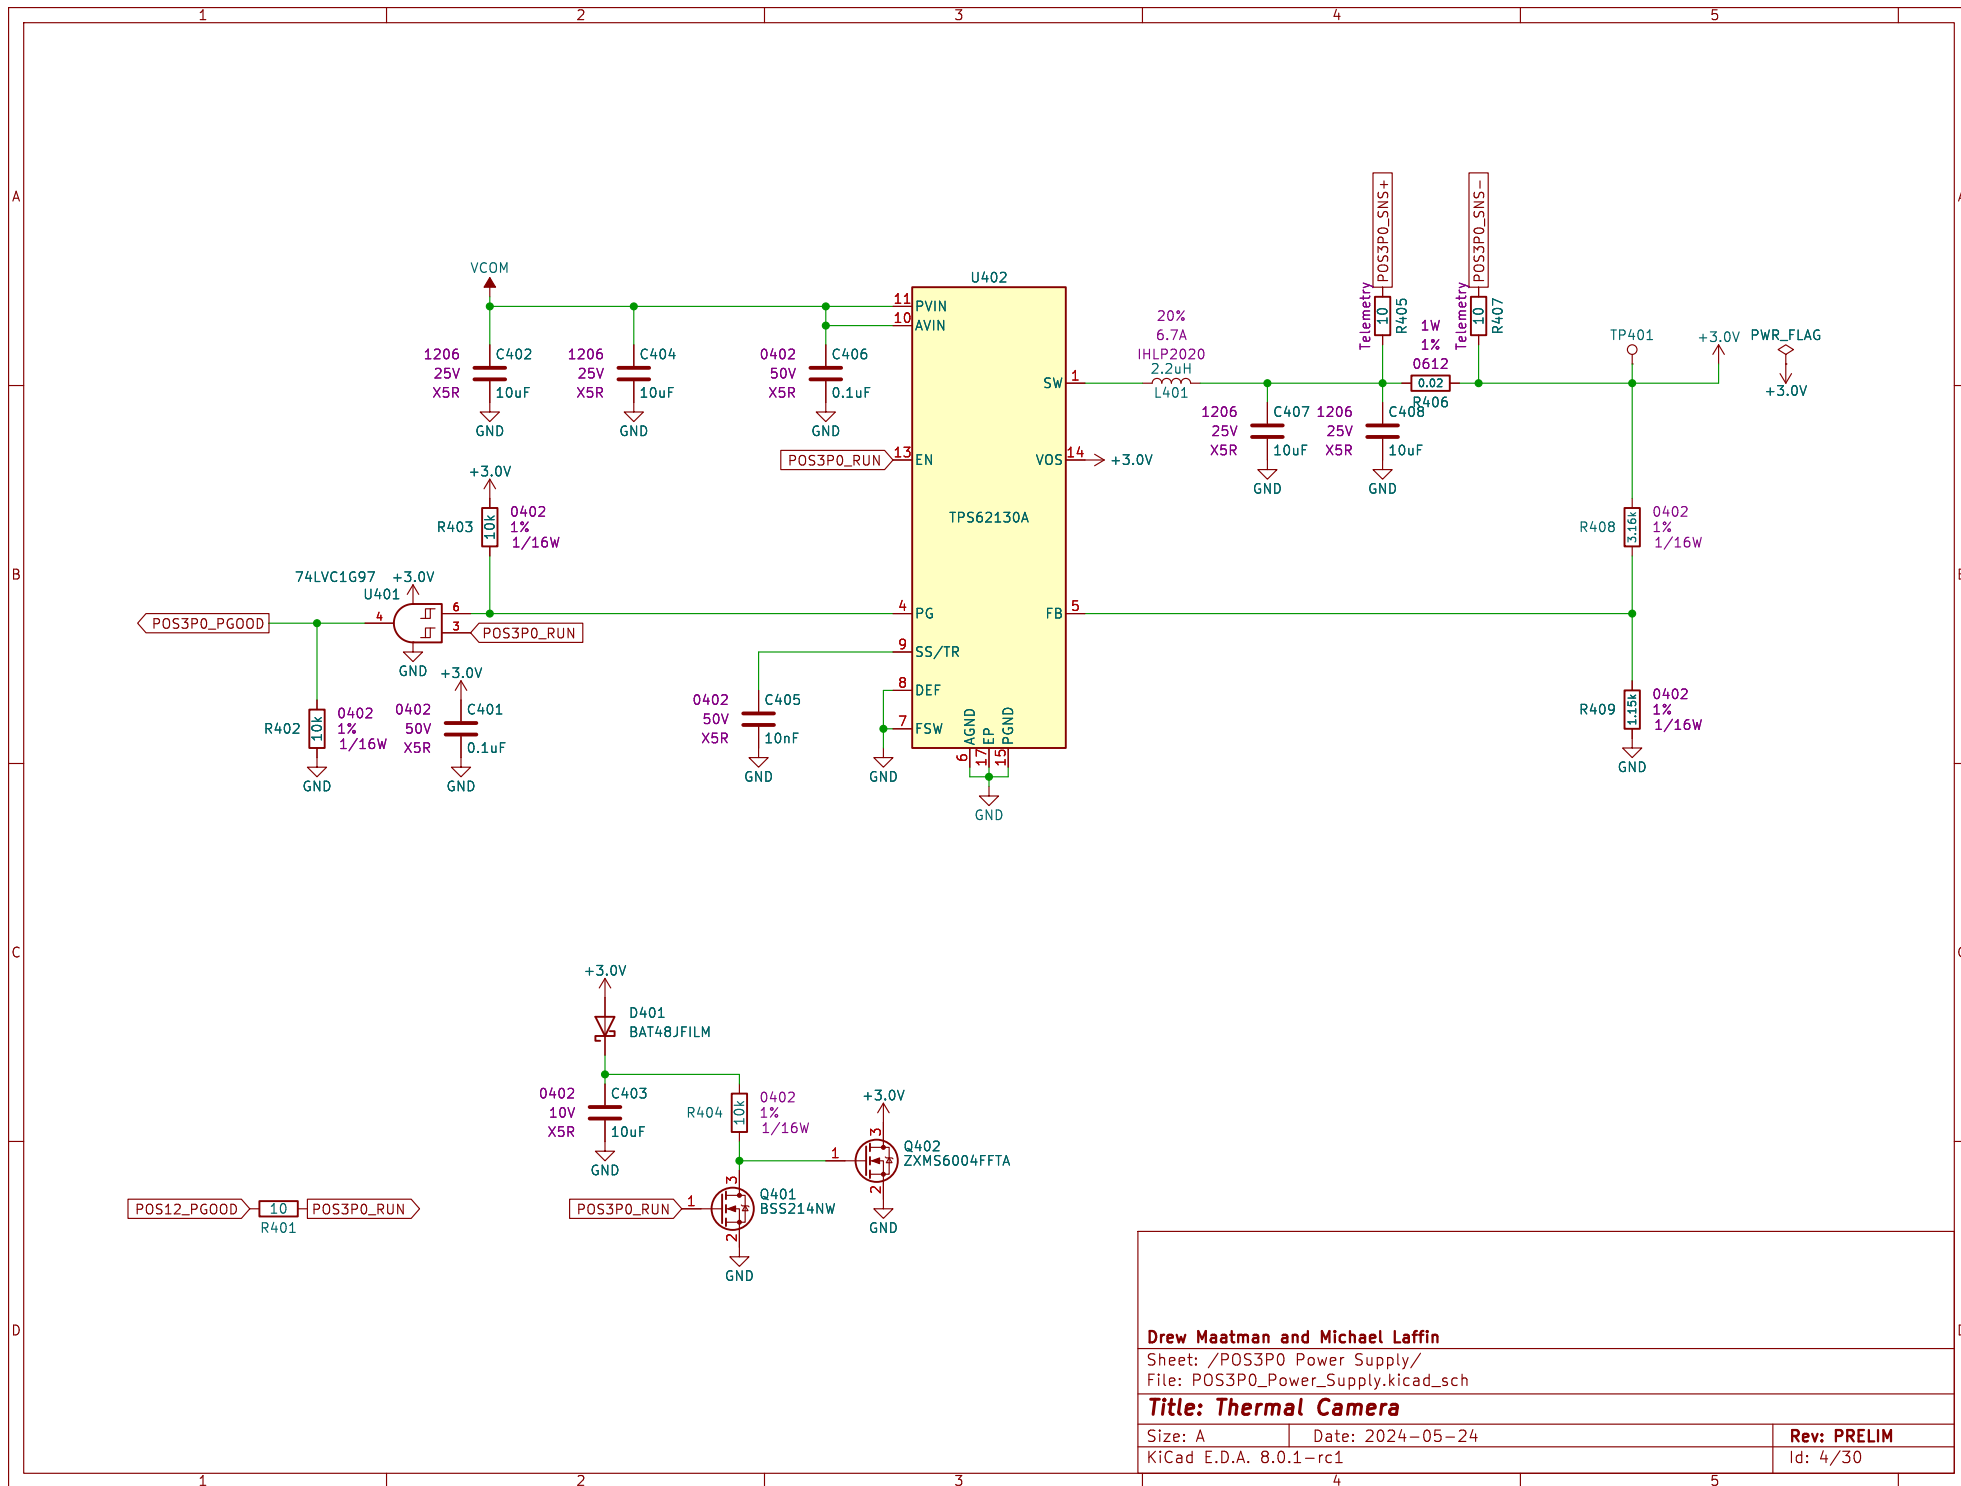 1 2 3 4 5
A
B
C
D
VCOM
1206
25V
X5R
C402
10uF
GND
1206
25V
X5R
C404
10uF
GND
0402
50V
X5R
C406
0.1uF
GND
U402
TPS62130A
11 PVIN
10 AVIN
13 EN
4 PG
9 SS/TR
8 DEF
7 FSW
SW 1
VOS 14
FB 5
AGND
EP
PGND
6
17
15
GND
GND
POS3P0_RUN
+3.0V
20%
6.7A
IHLP2020
2.2uH
L401
POS3P0_SNS+
Telemetry
10
R405
POS3P0_SNS-
Telemetry
10
R407
1W
1%
0612
0.02
R406
1206
25V
X5R
C407
10uF
GND
1206
25V
X5R
C408
10uF
GND
TP401
+3.0V
PWR_FLAG
+3.0V
R408
3.16k
0402
1%
1/16W
R409
1.15k
0402
1%
1/16W
GND
+3.0V
R403
10k
0402
1%
1/16W
74LVC1G97
U401
+3.0V
4
6
3
GND
POS3P0_RUN
POS3P0_PGOOD
R402
10k
0402
1%
1/16W
GND
+3.0V
0402
50V
X5R
C401
0.1uF
GND
0402
50V
X5R
C405
10nF
GND
+3.0V
D401
BAT48JFILM
0402
10V
X5R
C403
10uF
GND
R404
10k
0402
1%
1/16W
+3.0V
1
3
2
Q402
ZXMS6004FFTA
GND
POS3P0_RUN
1
3
2
Q401
BSS214NW
GND
POS12_PGOOD
10
R401
POS3P0_RUN
Drew Maatman and Michael Laffin
Sheet: /POS3P0 Power Supply/
File: POS3P0_Power_Supply.kicad_sch
Title: Thermal Camera
Size: A Date: 2024-05-24 Rev: PRELIM
KiCad E.D.A. 8.0.1-rc1 Id: 4/30
1 2 3 4 5